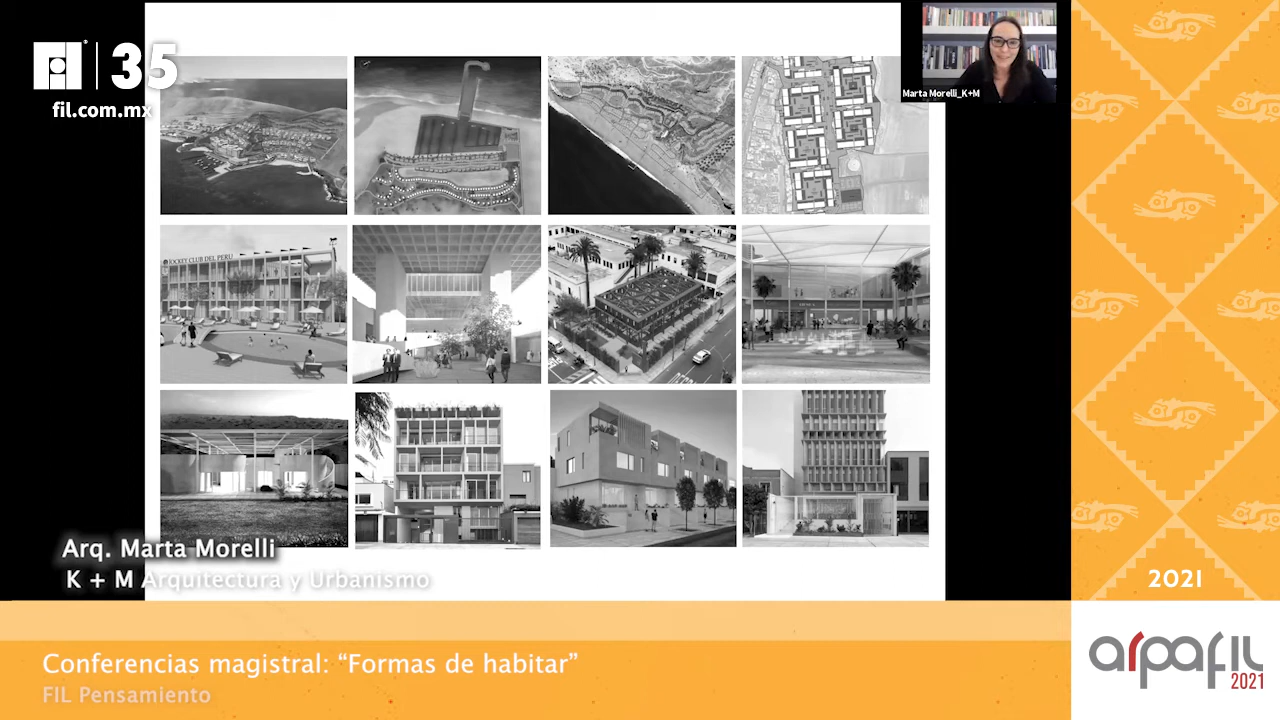 FIL 35
fil.com.mx
Marta Morelli_K+M
JOCKEY CLUB DEL PERU
Arq. Marta Morelli
K + M Arquitectura y Urbanismo
Conferencias magistral: “Formas de habitar”
FIL Pensamiento
2021
arpafil
2021